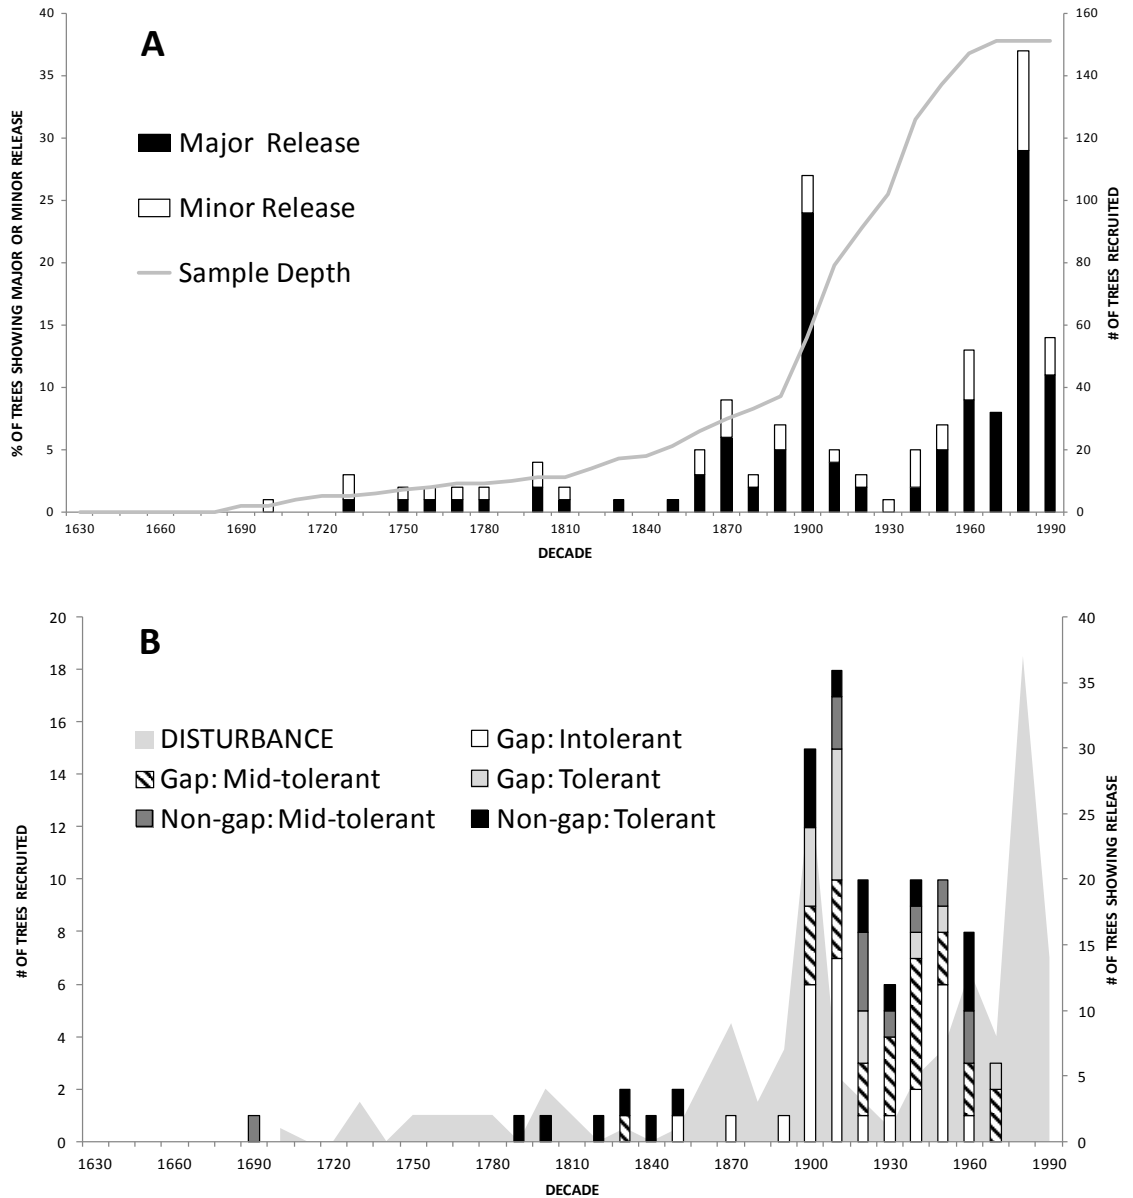 A
Major Release
Minor Release
Sample Depth
% OF TREES SHOWING MAJOR OR MINOR RELEASE
40
35
30
25
20
15
10
5
0
160
140
120
100
80
60
40
20
0
# OF TREES RECRUITED
1630 1660 1690 1720 1750 1780 1810 1840 1870 1900 1930 1960 1990
DECADE
B
DISTURBANCE Gap: Intolerant
Gap: Mid-tolerant Gap: Tolerant
Non-gap: Mid-tolerant Non-gap: Tolerant
# OF TREES RECRUITED
20
18
16
14
12
10
8
6
4
2
0
40
35
30
25
20
15
10
5
0
# OF TREES SHOWING RELEASE
1630 1660 1690 1720 1750 1780 1810 1840 1870 1900 1930 1960 1990
DECADE